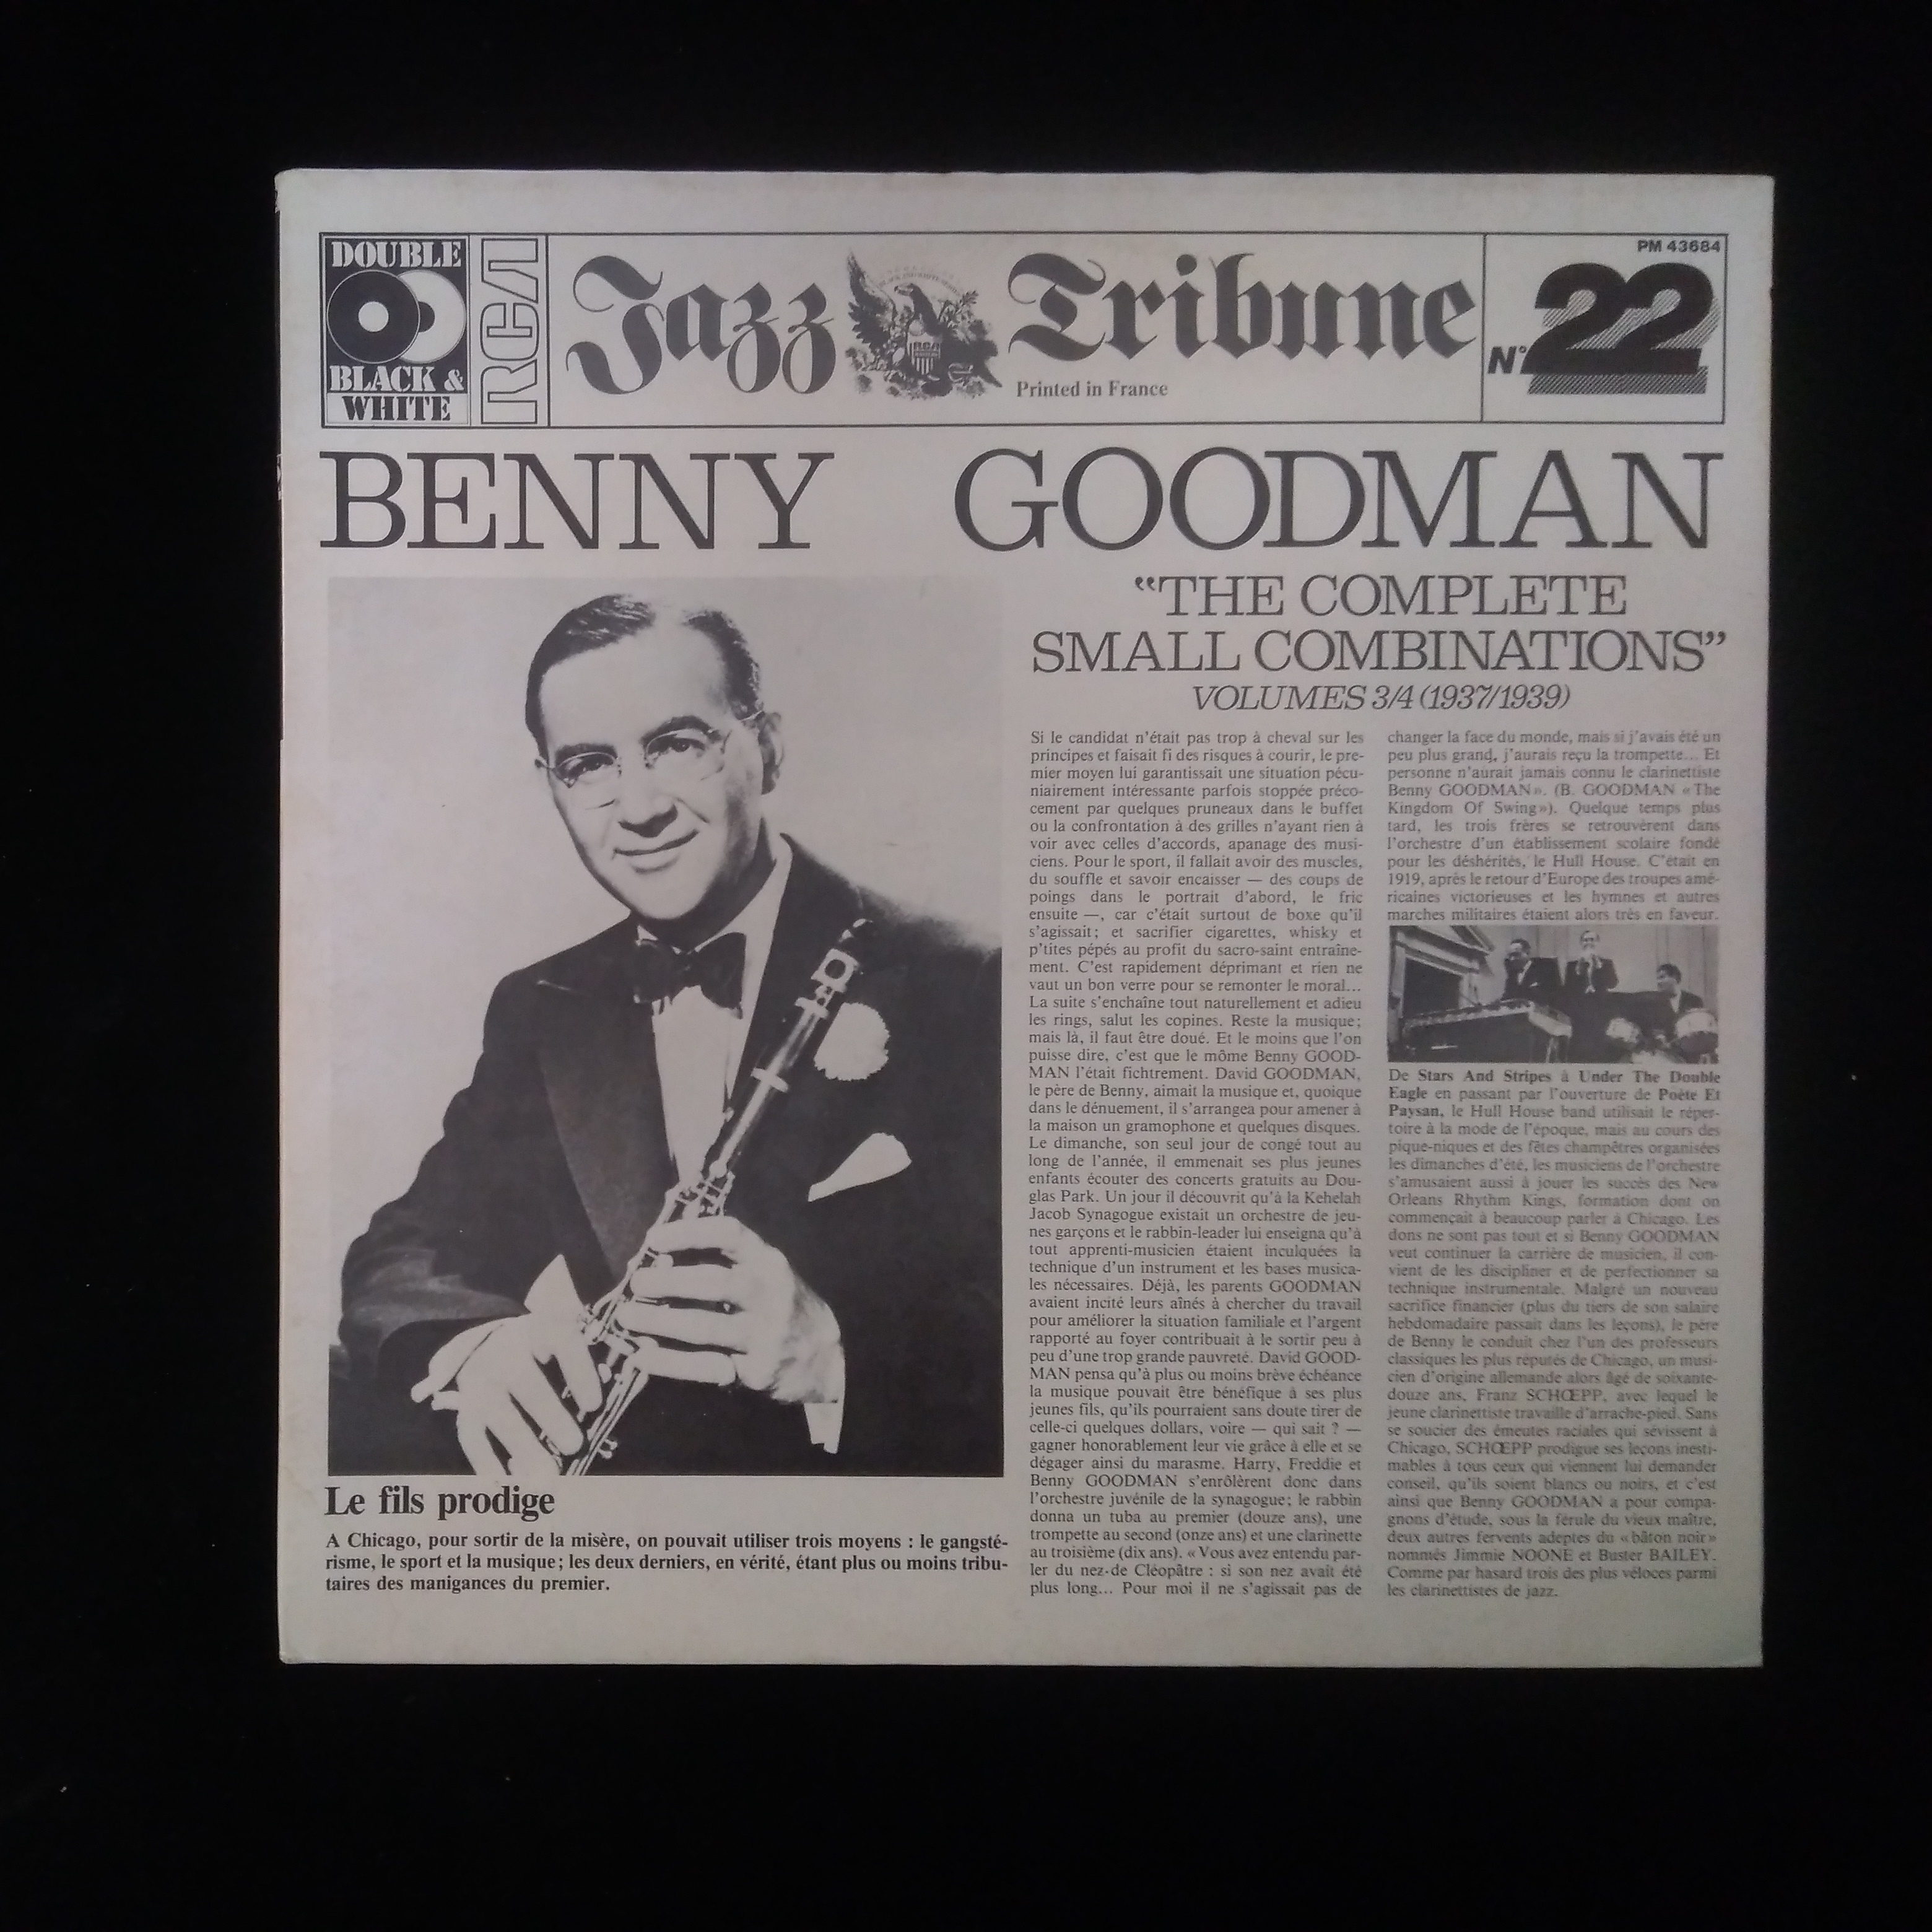 DOUBLE
BLACK &
WHITE
RCA
Jazz Tribune
Printed in France
PM 43684
N° 22
BENNY GOODMAN
“THE COMPLETE
SMALL COMBINATIONS”
VOLUMES 3/4 (1937/1939)
Le fils prodige
A Chicago, pour sortir de la misère, on pouvait utiliser trois moyens : le gangsté-
risme, le sport et la musique ; les deux derniers, en vérité, étant plus ou moins tribu-
taires des manigances du premier.
Si le candidat n’était pas trop à cheval sur les
principes et faisait fi des risques à courir, le pre-
mier moyen lui garantissait une situation pécu-
niairement intéressante parfois stoppée préco-
cement par quelques pruneaux dans le buffet
ou la confrontation à des grilles n’ayant rien à
voir avec celles d’accords, apanage des musi-
ciens. Pour le sport, il fallait avoir des muscles,
du souffle et savoir encaisser — des coups de
poings dans le portrait d’abord, le fric
ensuite —, car c’était surtout de boxe qu’il
s’agissait ; et sacrifier cigarettes, whisky et
p’tites pépés au profit du sacro-saint entraîne-
ment. C’est rapidement déprimant et rien ne
vaut un bon verre pour se remonter le moral...
La suite s’enchaîne tout naturellement et adieu
les rings, salut les copines. Reste la musique ;
mais là, il faut être doué. Et le moins que l’on
puisse dire, c’est que le môme Benny GOOD-
MAN l’était fichtrement. David GOODMAN,
le père de Benny, aimait la musique et, quoique
dans le dénuement, il s’arrangea pour amener à
la maison un gramophone et quelques disques.
Le dimanche, son seul jour de congé tout au
long de l’année, il emmenait ses plus jeunes
enfants écouter des concerts gratuits au Dou-
glas Park. Un jour il découvrit qu’à la Kehelah
Jacob Synagogue existait un orchestre de jeu-
nes garçons et le rabbin-leader lui enseigna qu’à
tout apprenti-musicien étaient inculquées la
technique d’un instrument et les bases musica-
les nécessaires. Déjà, les parents GOODMAN
avaient incité leurs aînés à chercher du travail
pour améliorer la situation familiale et l’argent
rapporté au foyer contribuait à le sortir peu à
peu d’une trop grande pauvreté. David GOOD-
MAN pensa qu’à plus ou moins brève échéance
la musique pouvait être bénéfique à ses plus
jeunes fils, qu’ils pourraient sans doute tirer de
celle-ci quelques dollars, voire — qui sait ? —
gagner honorablement leur vie grâce à elle et se
dégager ainsi du marasme. Harry, Freddie et
Benny GOODMAN s’enrôlèrent donc dans
l’orchestre juvénile de la synagogue ; le rabbin
donna un tuba au premier (douze ans), une
trompette au second (onze ans) et une clarinette
au troisième (dix ans). « Vous avez entendu par-
ler du nez de Cléopâtre : si son nez avait été
plus long... Pour moi il ne s’agissait pas de
changer la face du monde, mais si j’avais été un
peu plus grand, j’aurais reçu la trompette... Et
personne n’aurait jamais connu le clarinettiste
Benny GOODMAN ». (B. GOODMAN « The
Kingdom Of Swing »). Quelque temps plus
tard, les trois frères se retrouvèrent dans
l’orchestre d’un établissement scolaire fondé
pour les déshérités, le Hull House. C’était en
1919, après le retour d’Europe des troupes amé-
ricaines victorieuses et les hymnes et autres
marches militaires étaient alors très en faveur.
De Stars And Stripes à Under The Double
Eagle en passant par l’ouverture de Poète Et
Paysan, le Hull House band utilisait le réper-
toire à la mode de l’époque, mais au cours des
pique-niques et des fêtes champêtres organisées
les dimanches d’été, les musiciens de l’orchestre
s’amusaient aussi à jouer les succès des New
Orleans Rhythm Kings, formation dont on
commençait à beaucoup parler à Chicago. Les
dons ne sont pas tout et si Benny GOODMAN
veut continuer la carrière de musicien, il con-
vient de les discipliner et de perfectionner sa
technique instrumentale. Malgré un nouveau
sacrifice financier (plus du tiers de son salaire
hebdomadaire passait dans les leçons), le père
de Benny le conduit chez l’un des professeurs
classiques les plus réputés de Chicago, un musi-
cien d’origine allemande alors âgé de soixante-
douze ans, Franz SCHŒPP, avec lequel le
jeune clarinettiste travaille d’arrache-pied. Sans
se soucier des émeutes raciales qui sévissent à
Chicago, SCHŒPP prodigue ses leçons inesti-
mables à tous ceux qui viennent lui demander
conseil, qu’ils soient blancs ou noirs, et c’est
ainsi que Benny GOODMAN a pour compa-
gnons d’étude, sous la férule du vieux maître,
deux autres fervents adeptes du « bâton noir »
nommés Jimmie NOONE et Buster BAILEY.
Comme par hasard trois des plus véloces parmi
les clarinettistes de jazz.